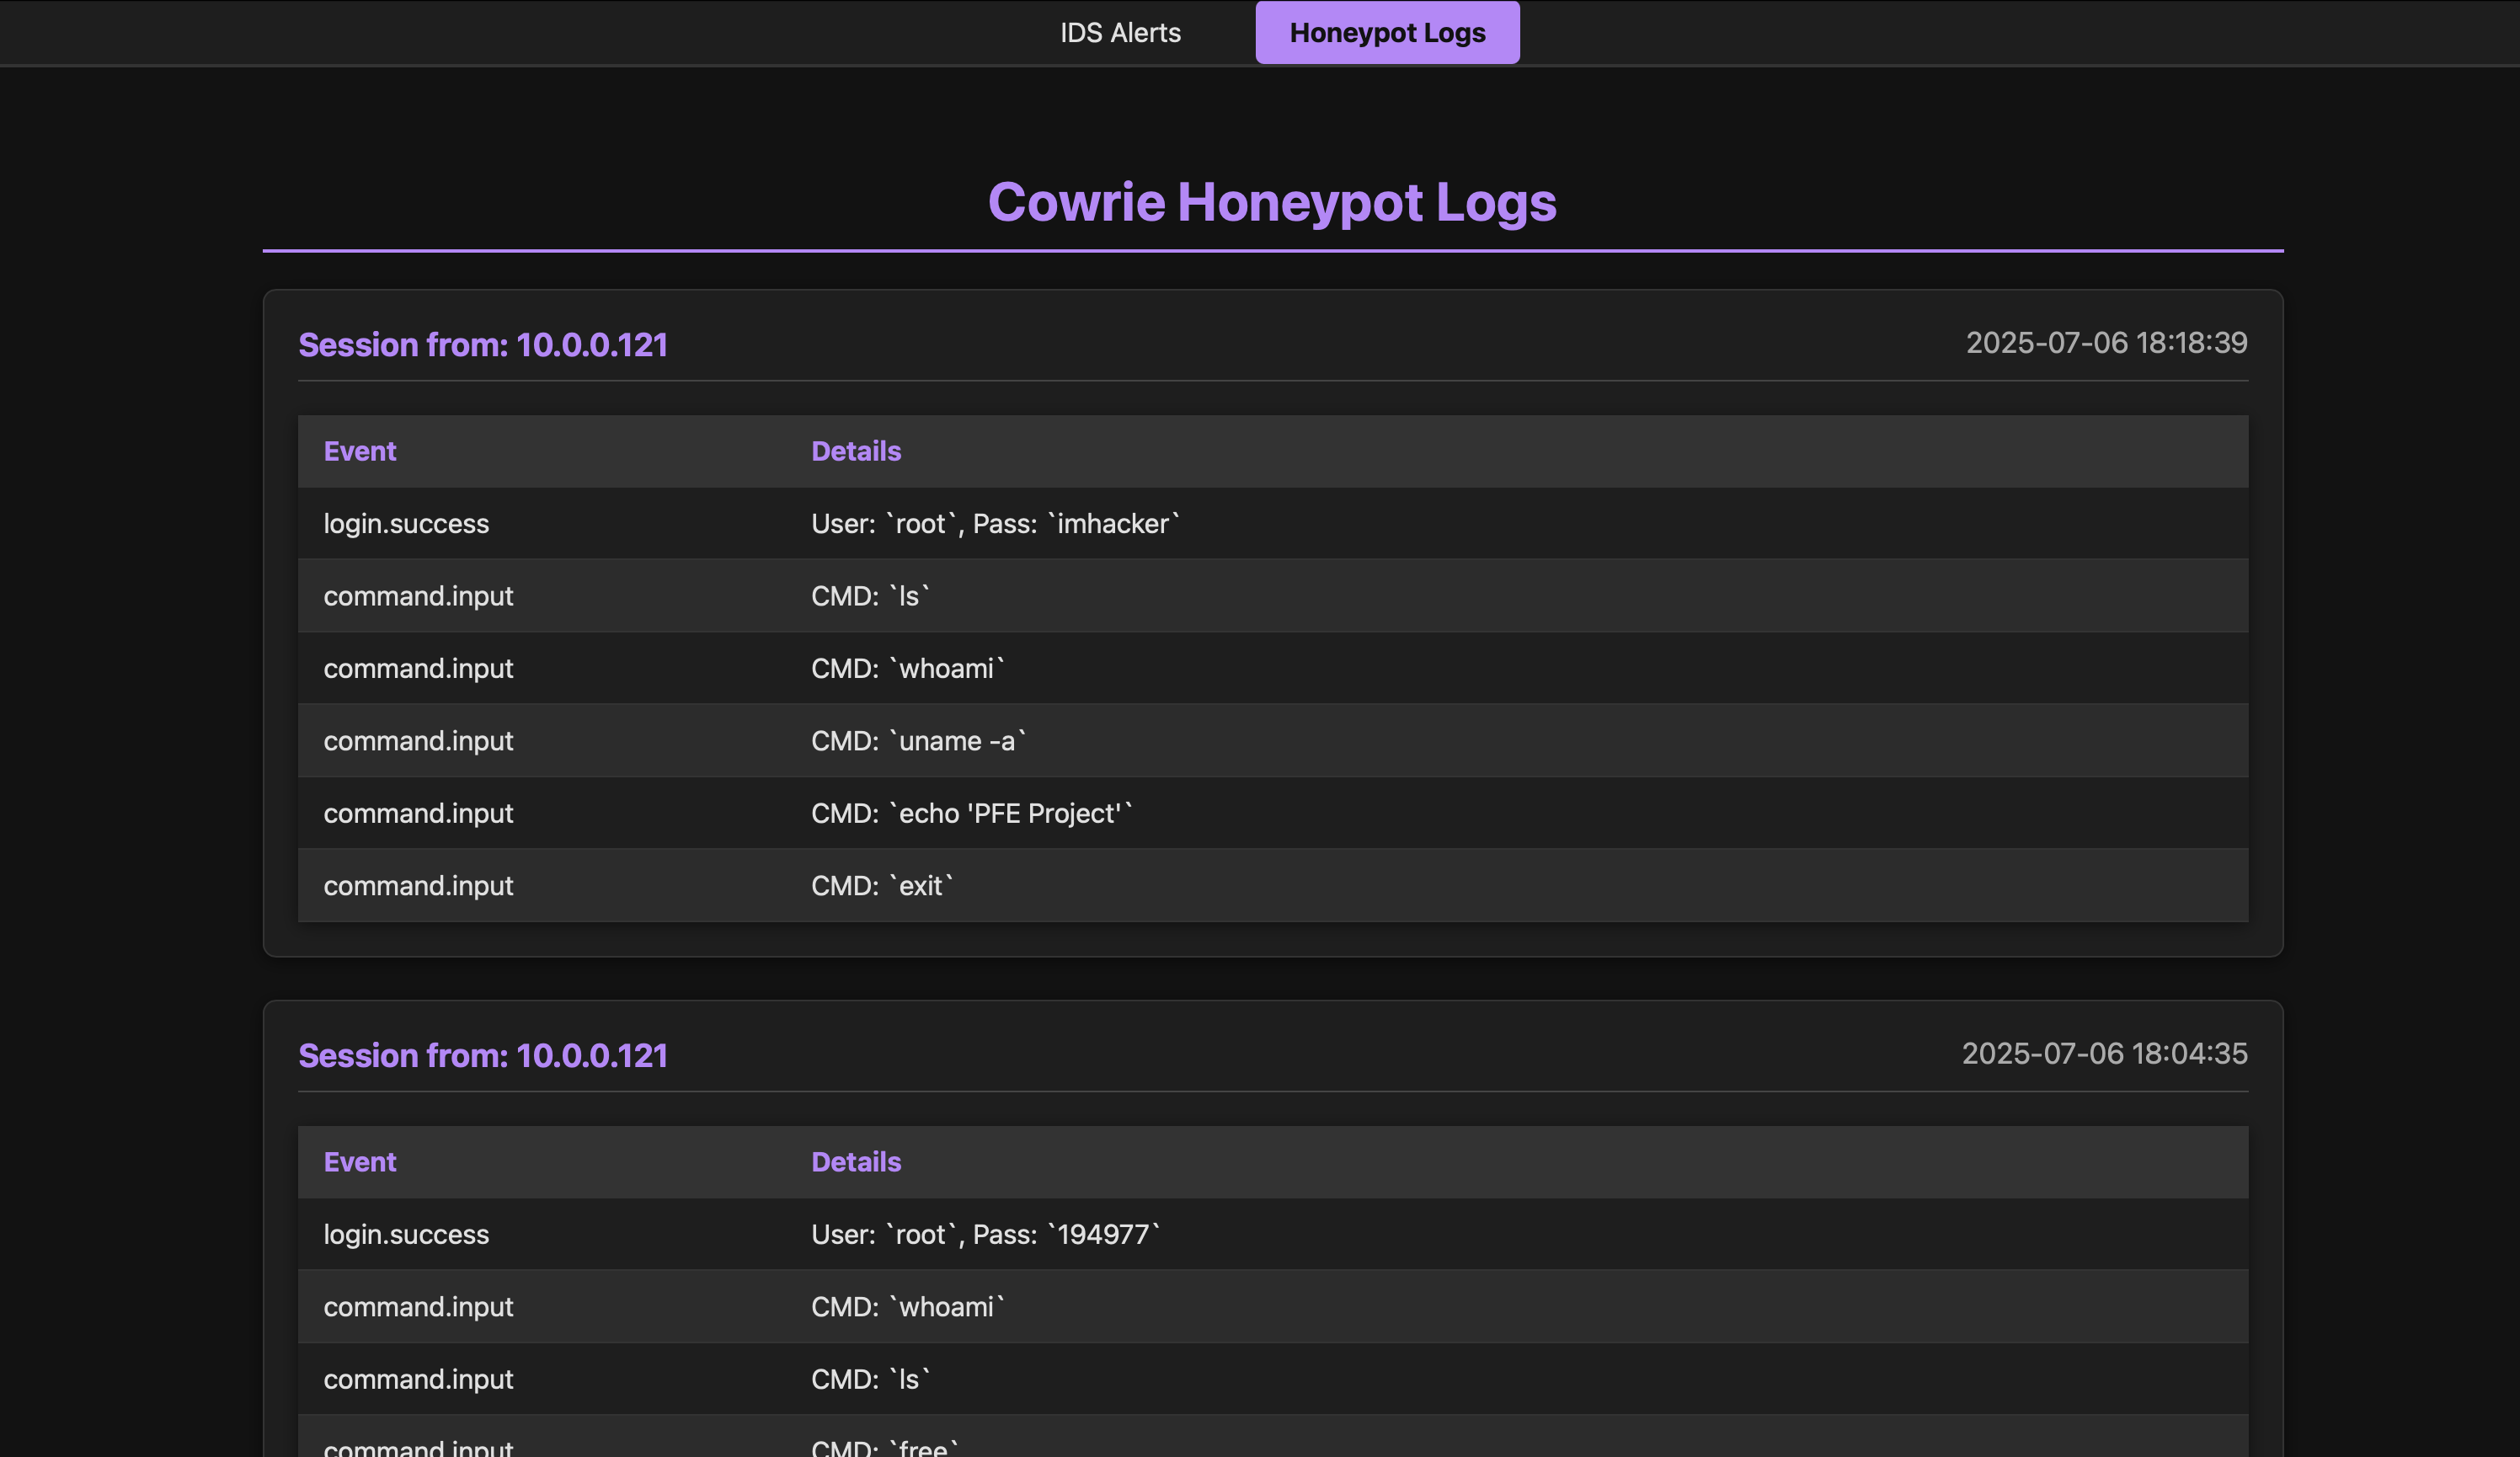 IDS Alerts Honeypot Logs
Cowrie Honeypot Logs
Session from: 10.0.0.121 2025-07-06 18:18:39
Event Details
login.success User: `root`, Pass: `imhacker`
command.input CMD: `ls`
command.input CMD: `whoami`
command.input CMD: `uname -a`
command.input CMD: `echo 'PFE Project'`
command.input CMD: `exit`
Session from: 10.0.0.121 2025-07-06 18:04:35
Event Details
login.success User: `root`, Pass: `194977`
command.input CMD: `whoami`
command.input CMD: `ls`
command.input CMD: `free`